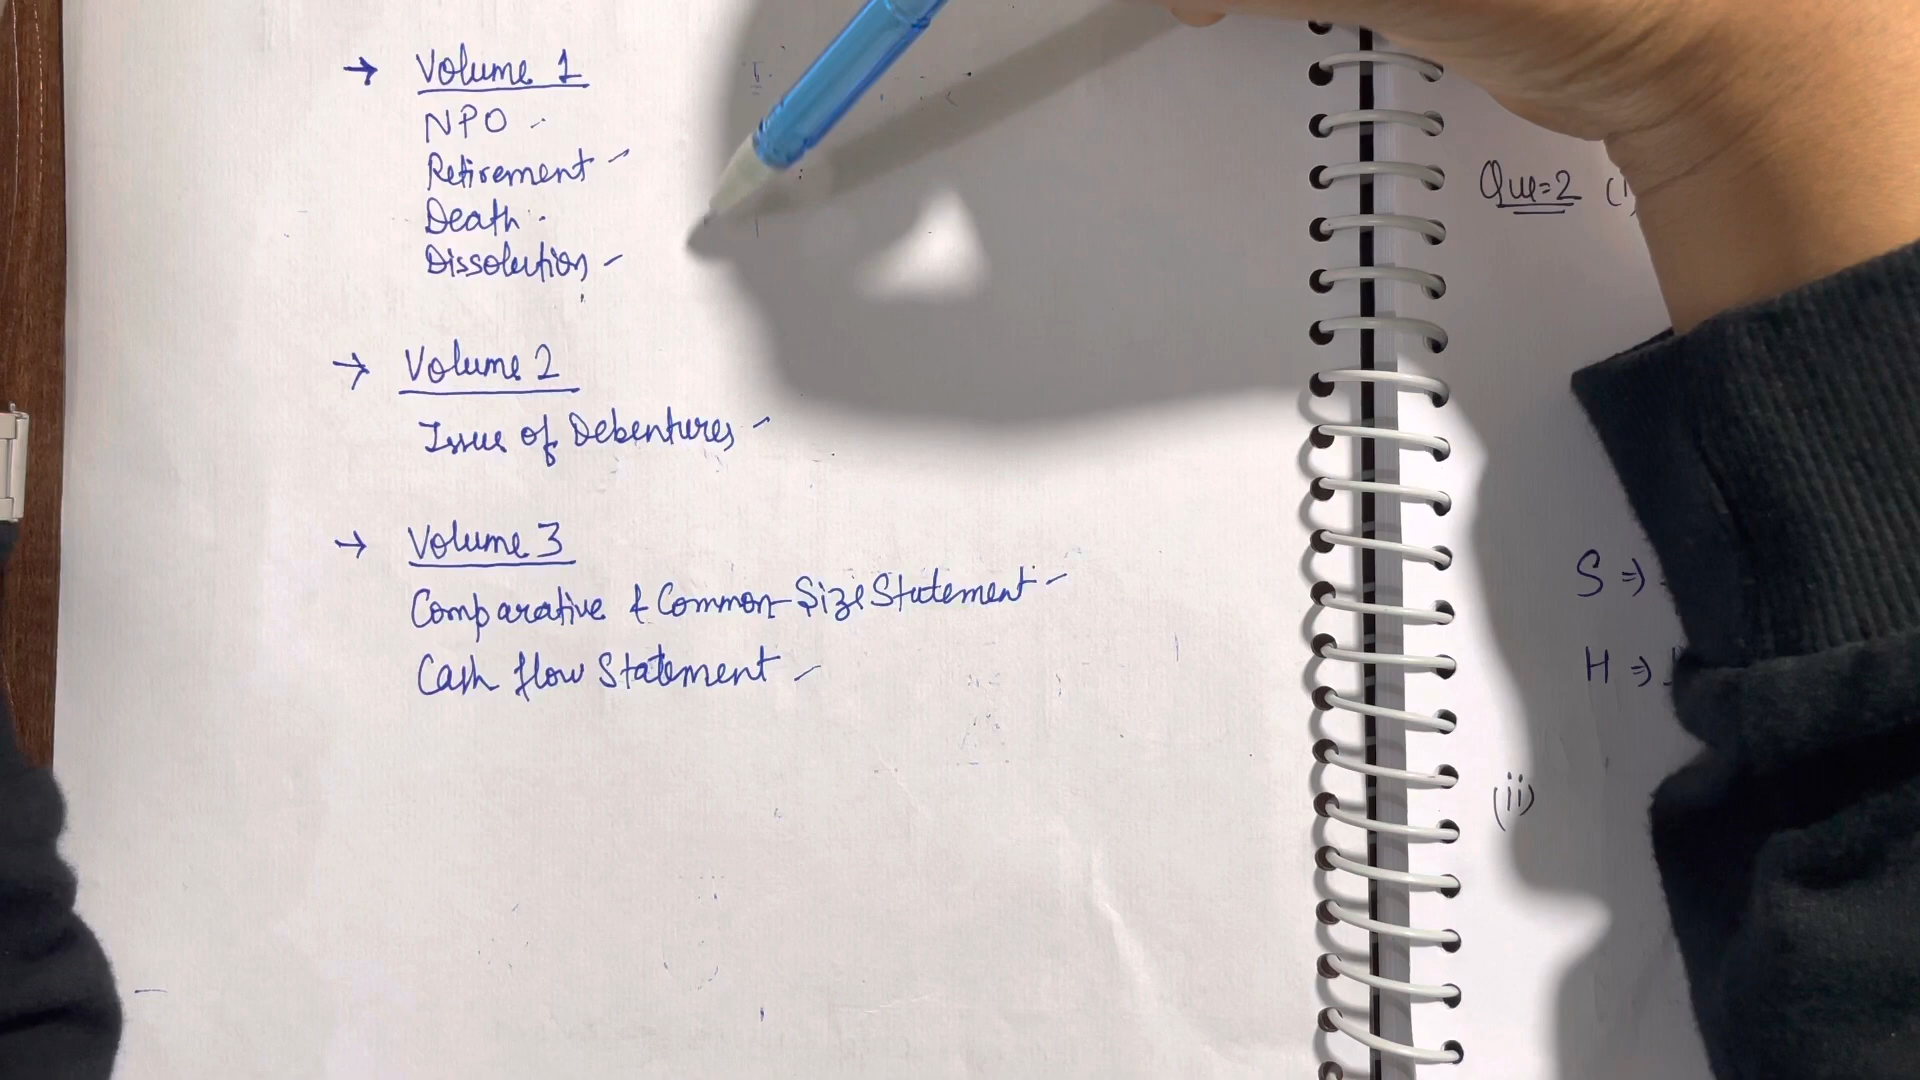 → Volume 1
NPO
Retirement
Death
Dissolution
→ Volume 2
Issue of Debentures
→ Volume 3
Comparative & Common-Size Statement
Cash flow Statement
Que=2 (i)
S ⇒
H ⇒
(ii)